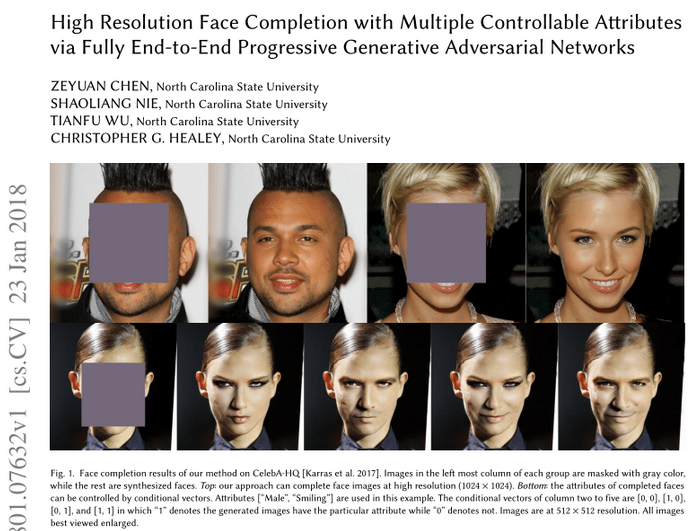 High Resolution Face Completion with Multiple Controllable Attributes
via Fully End-to-End Progressive Generative Adversarial Networks
ZEYUAN CHEN, North Carolina State University
SHAOLIANG NIE, North Carolina State University
TIANFU WU, North Carolina State University
CHRISTOPHER G. HEALEY, North Carolina State University
801.07632v1 [cs.CV] 23 Jan 2018
Fig. 1. Face completion results of our method on CelebA-HQ [Karras et al. 2017]. Images in the left most column of each group are masked with gray color,
while the rest are synthesized faces. Top: our approach can complete face images at high resolution (1024 × 1024). Bottom: the attributes of completed faces
can be controlled by conditional vectors. Attributes ["Male", "Smiling"] are used in this example. The conditional vectors of column two to five are [0, 0], [1, 0],
[0, 1], and [1, 1] in which "1" denotes the generated images have the particular attribute while "0" denotes not. Images are at 512 × 512 resolution. All images
best viewed enlarged.